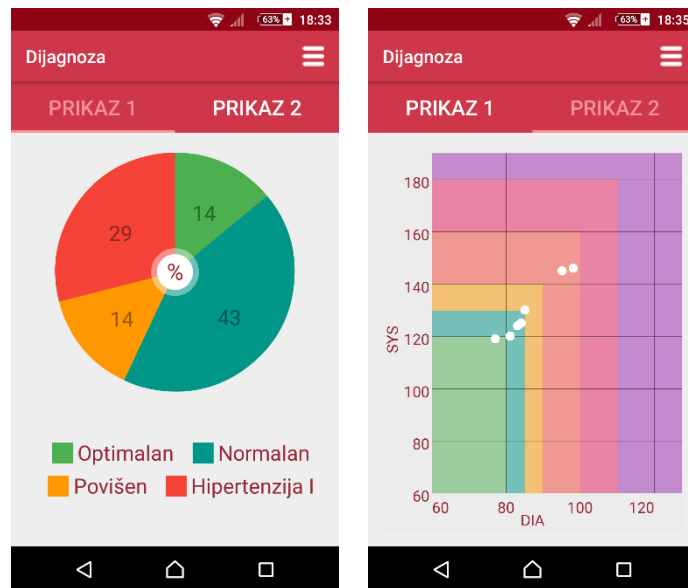 63% 18:33
Dijagnoza
PRIKAZ 1 PRIKAZ 2
14
29
%
14
43
Optimalan Normalan
Povišen Hipertenzija I
63% 18:35
Dijagnoza
PRIKAZ 1 PRIKAZ 2
180
160
140
SYS
120
100
80
60
60 80 100 120
DIA